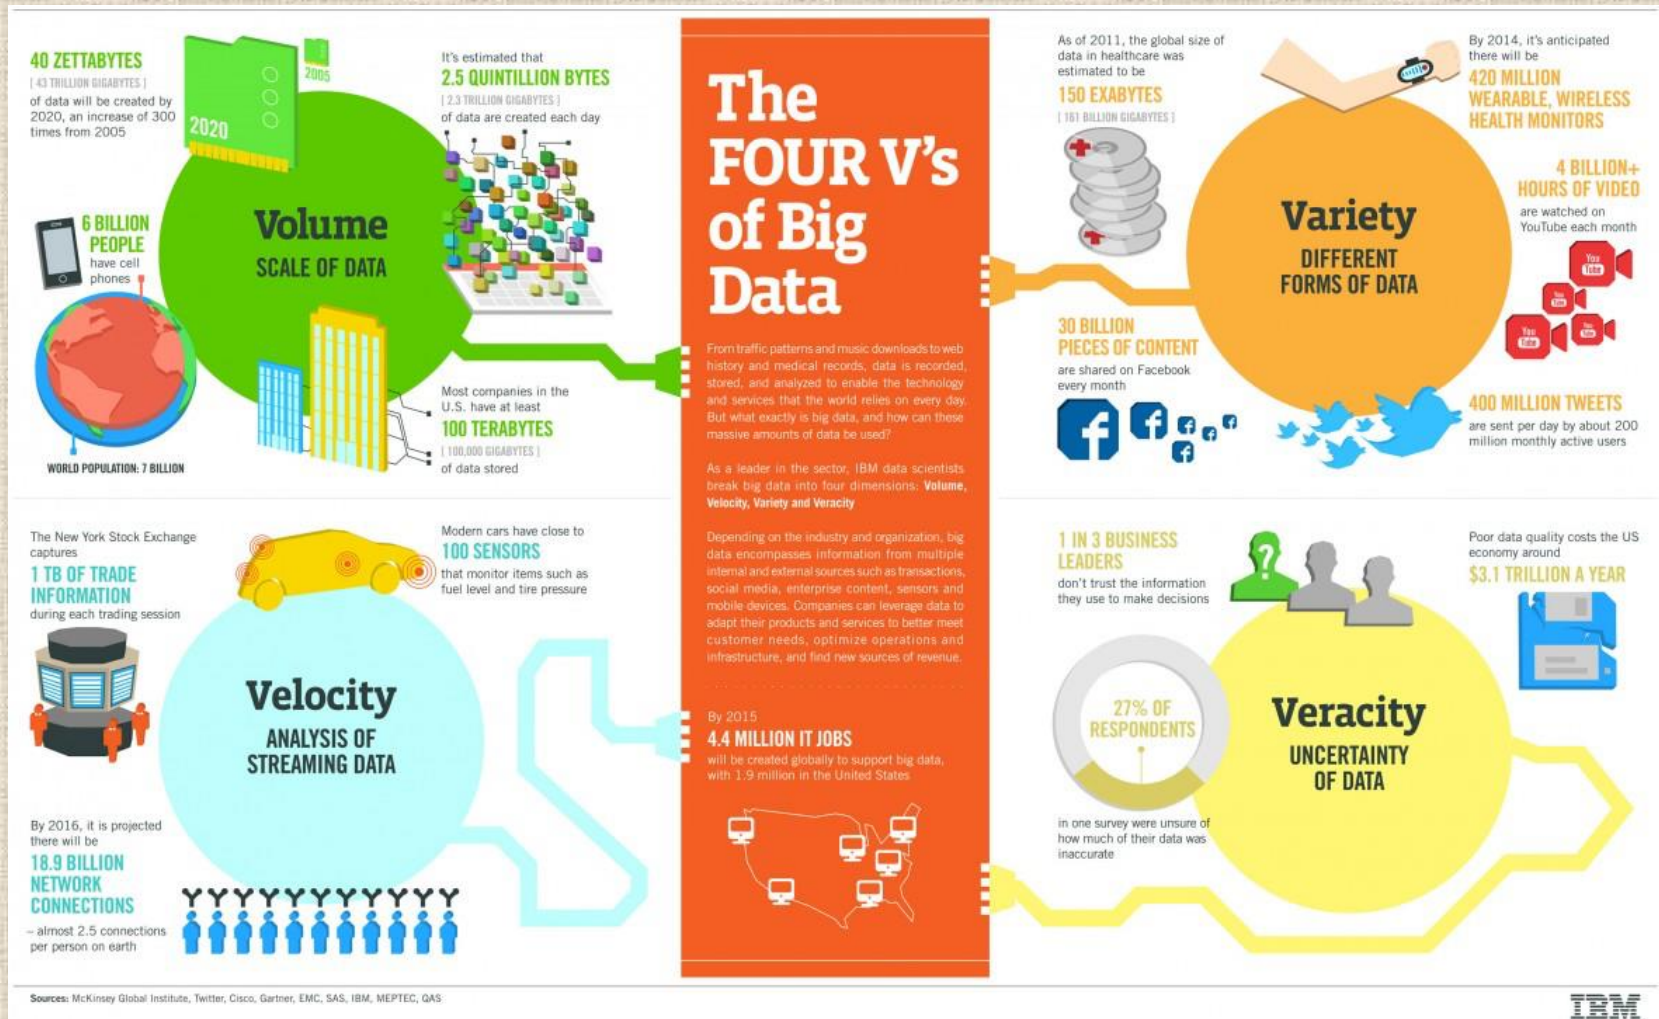 40 ZETTABYTES
[ 43 TRILLION GIGABYTES ]
of data will be created by
2020, an increase of 300
times from 2005
2020
2005
It's estimated that
2.5 QUINTILLION BYTES
[ 2.3 TRILLION GIGABYTES ]
of data are created each day
6 BILLION
PEOPLE
have cell
phones
WORLD POPULATION: 7 BILLION
Volume
SCALE OF DATA
Most companies in the
U.S. have at least
100 TERABYTES
[ 100,000 GIGABYTES ]
of data stored
The New York Stock Exchange
captures
1 TB OF TRADE
INFORMATION
during each trading session
Modern cars have close to
100 SENSORS
that monitor items such as
fuel level and tire pressure
Velocity
ANALYSIS OF
STREAMING DATA
By 2016, it is projected
there will be
18.9 BILLION
NETWORK
CONNECTIONS
– almost 2.5 connections
per person on earth
The
FOUR V's
of Big
Data
From traffic patterns and music downloads to web
history and medical records, data is recorded,
stored, and analyzed to enable the technology
and services that the world relies on every day.
But what exactly is big data, and how can these
massive amounts of data be used?
As a leader in the sector, IBM data scientists
break big data into four dimensions: Volume,
Velocity, Variety and Veracity
Depending on the industry and organization, big
data encompasses information from multiple
internal and external sources such as transactions,
social media, enterprise content, sensors and
mobile devices. Companies can leverage data to
adapt their products and services to better meet
customer needs, optimize operations and
infrastructure, and find new sources of revenue.
By 2015
4.4 MILLION IT JOBS
will be created globally to support big data,
with 1.9 million in the United States
As of 2011, the global size of
data in healthcare was
estimated to be
150 EXABYTES
[ 161 BILLION GIGABYTES ]
By 2014, it's anticipated
there will be
420 MILLION
WEARABLE, WIRELESS
HEALTH MONITORS
4 BILLION+
HOURS OF VIDEO
are watched on
YouTube each month
You
Tube
You
Tube
You
Tube
You
Tube
Variety
DIFFERENT
FORMS OF DATA
30 BILLION
PIECES OF CONTENT
are shared on Facebook
every month
f
f
f
f
f
f
400 MILLION TWEETS
are sent per day by about 200
million monthly active users
1 IN 3 BUSINESS
LEADERS
don't trust the information
they use to make decisions
?
Poor data quality costs the US
economy around
$3.1 TRILLION A YEAR
27% OF
RESPONDENTS
in one survey were unsure of
how much of their data was
inaccurate
Veracity
UNCERTAINTY
OF DATA
Sources: McKinsey Global Institute, Twitter, Cisco, Gartner, EMC, SAS, IBM, MEPTEC, QAS
IBM